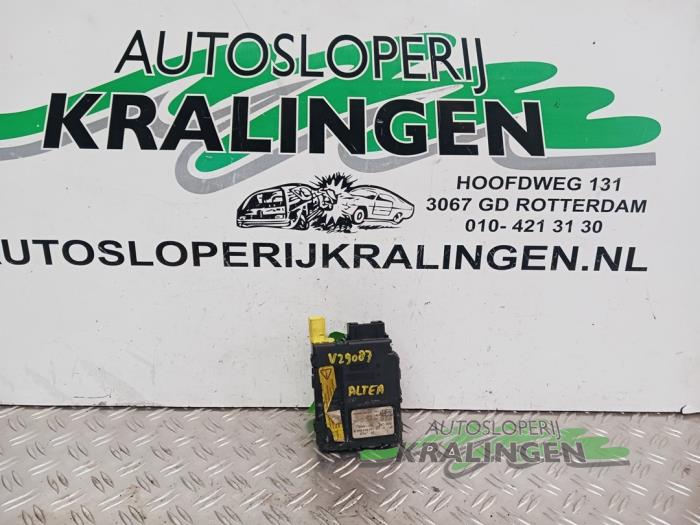 AUTOSLOPERIJ
KRALINGEN
HOOFDWEG 131
3067 GD ROTTERDAM
010- 421 31 30
AUTOSLOPERIJKRALINGEN.NL
V29087
ALTEA
AUTOSLOPERIJ
KRALINGEN